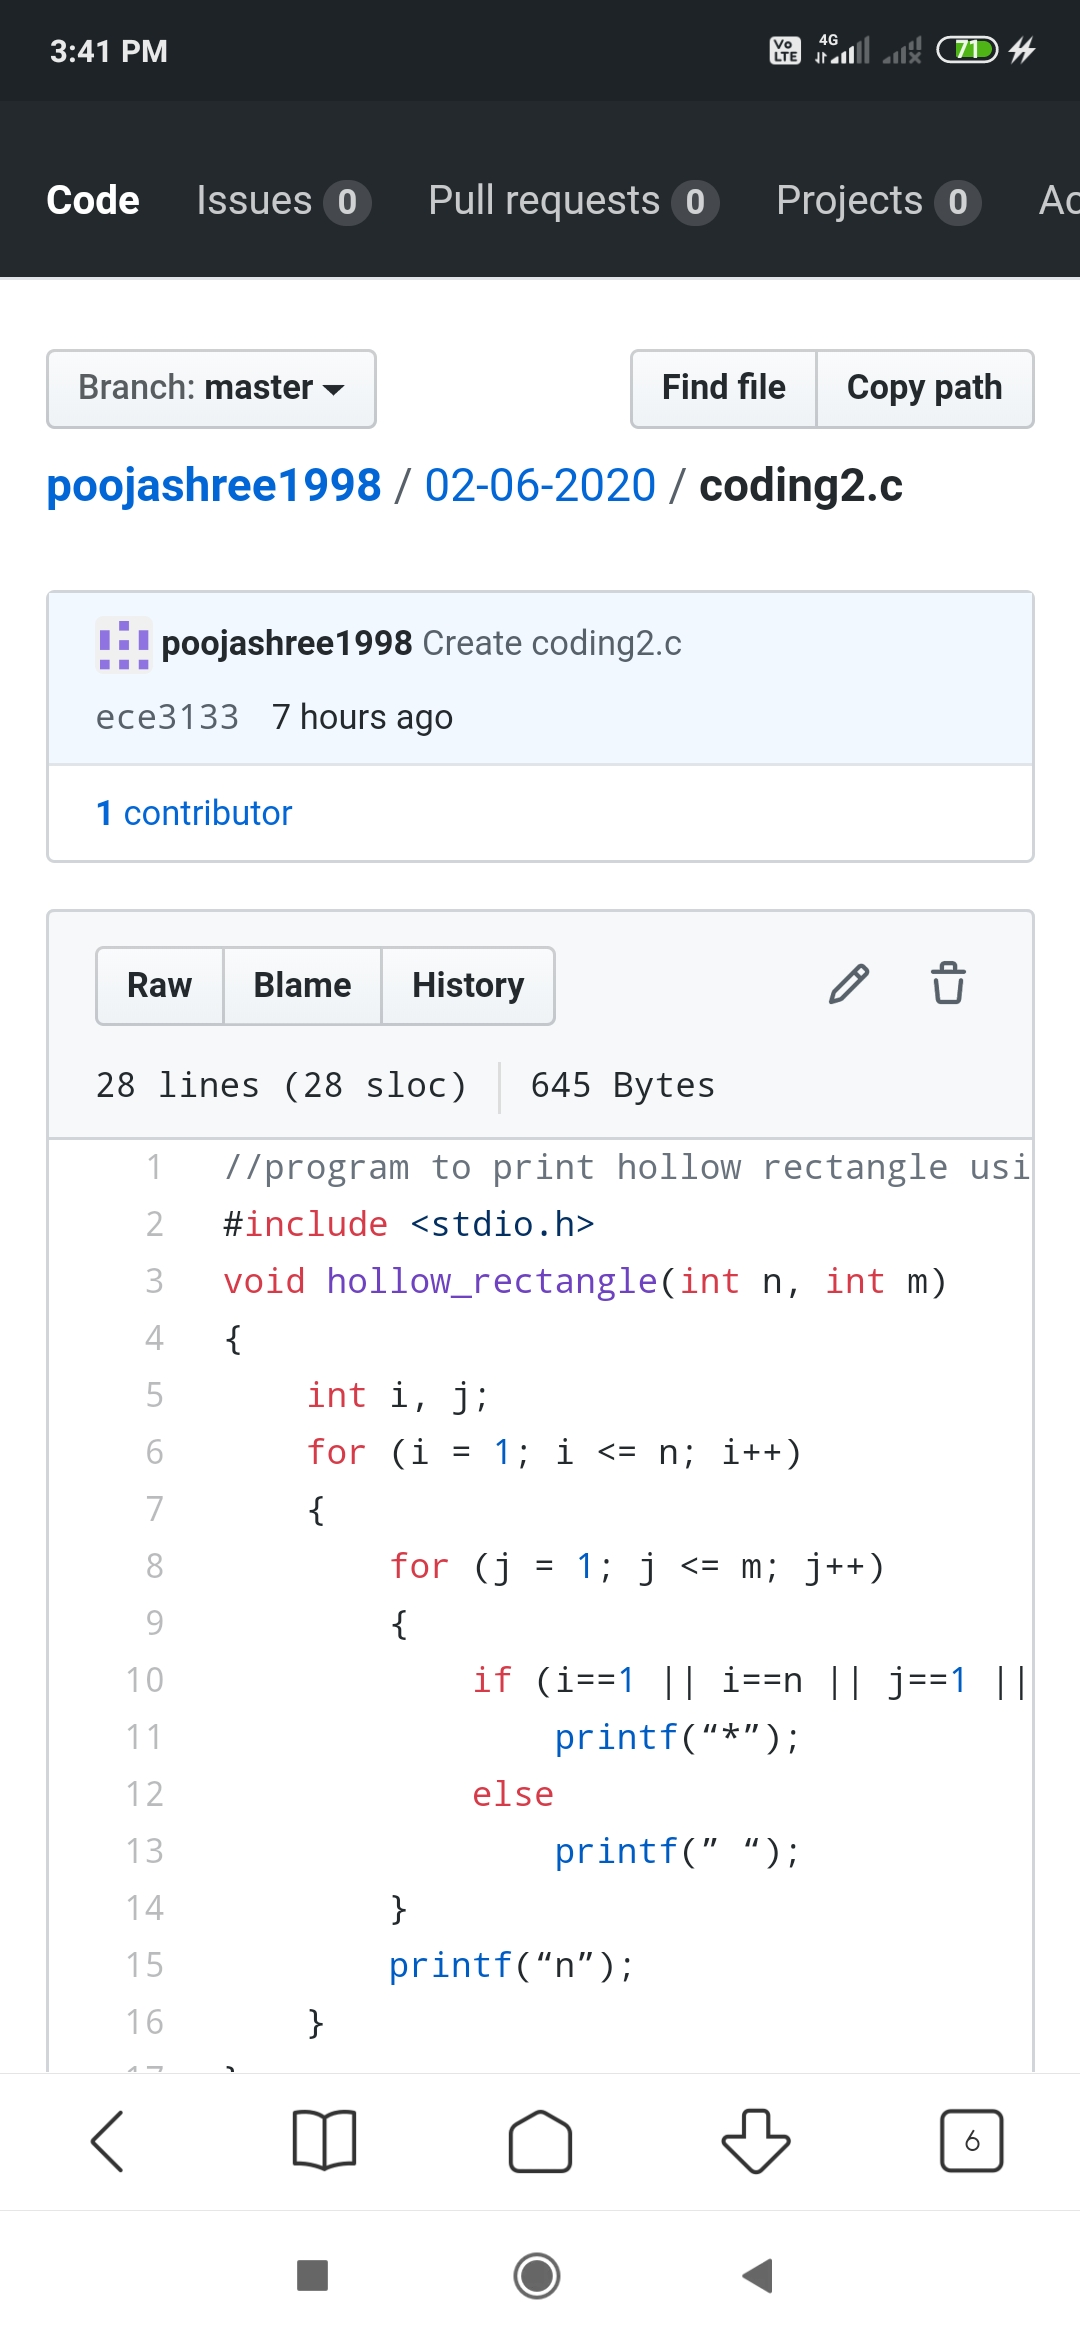 3:41 PM Vo LTE 4G 71
Code Issues 0 Pull requests 0 Projects 0 Ac
Branch: master Find file Copy path
poojashree1998 / 02-06-2020 / coding2.c
poojashree1998 Create coding2.c
ece3133 7 hours ago
1 contributor
Raw Blame History
28 lines (28 sloc) 645 Bytes
1 //program to print hollow rectangle usi
2 #include <stdio.h>
3 void hollow_rectangle(int n, int m)
4 {
5 int i, j;
6 for (i = 1; i <= n; i++)
7 {
8 for (j = 1; j <= m; j++)
9 {
10 if (i==1 || i==n || j==1 ||
11 printf(“*”);
12 else
13 printf(” “);
14 }
15 printf(“n”);
16 }
17 }
6